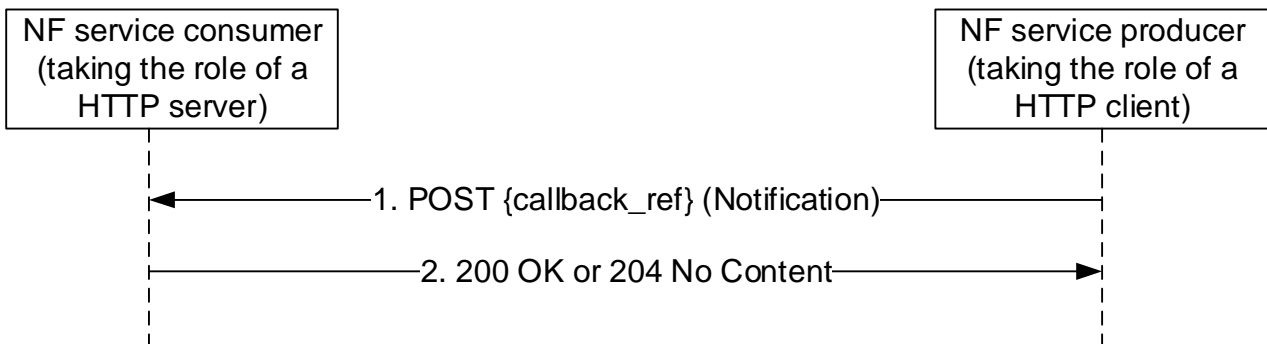 NF service consumer
(taking the role of a
HTTP server)
NF service producer
(taking the role of a
HTTP client)
1. POST {callback_ref} (Notification)
2. 200 OK or 204 No Content